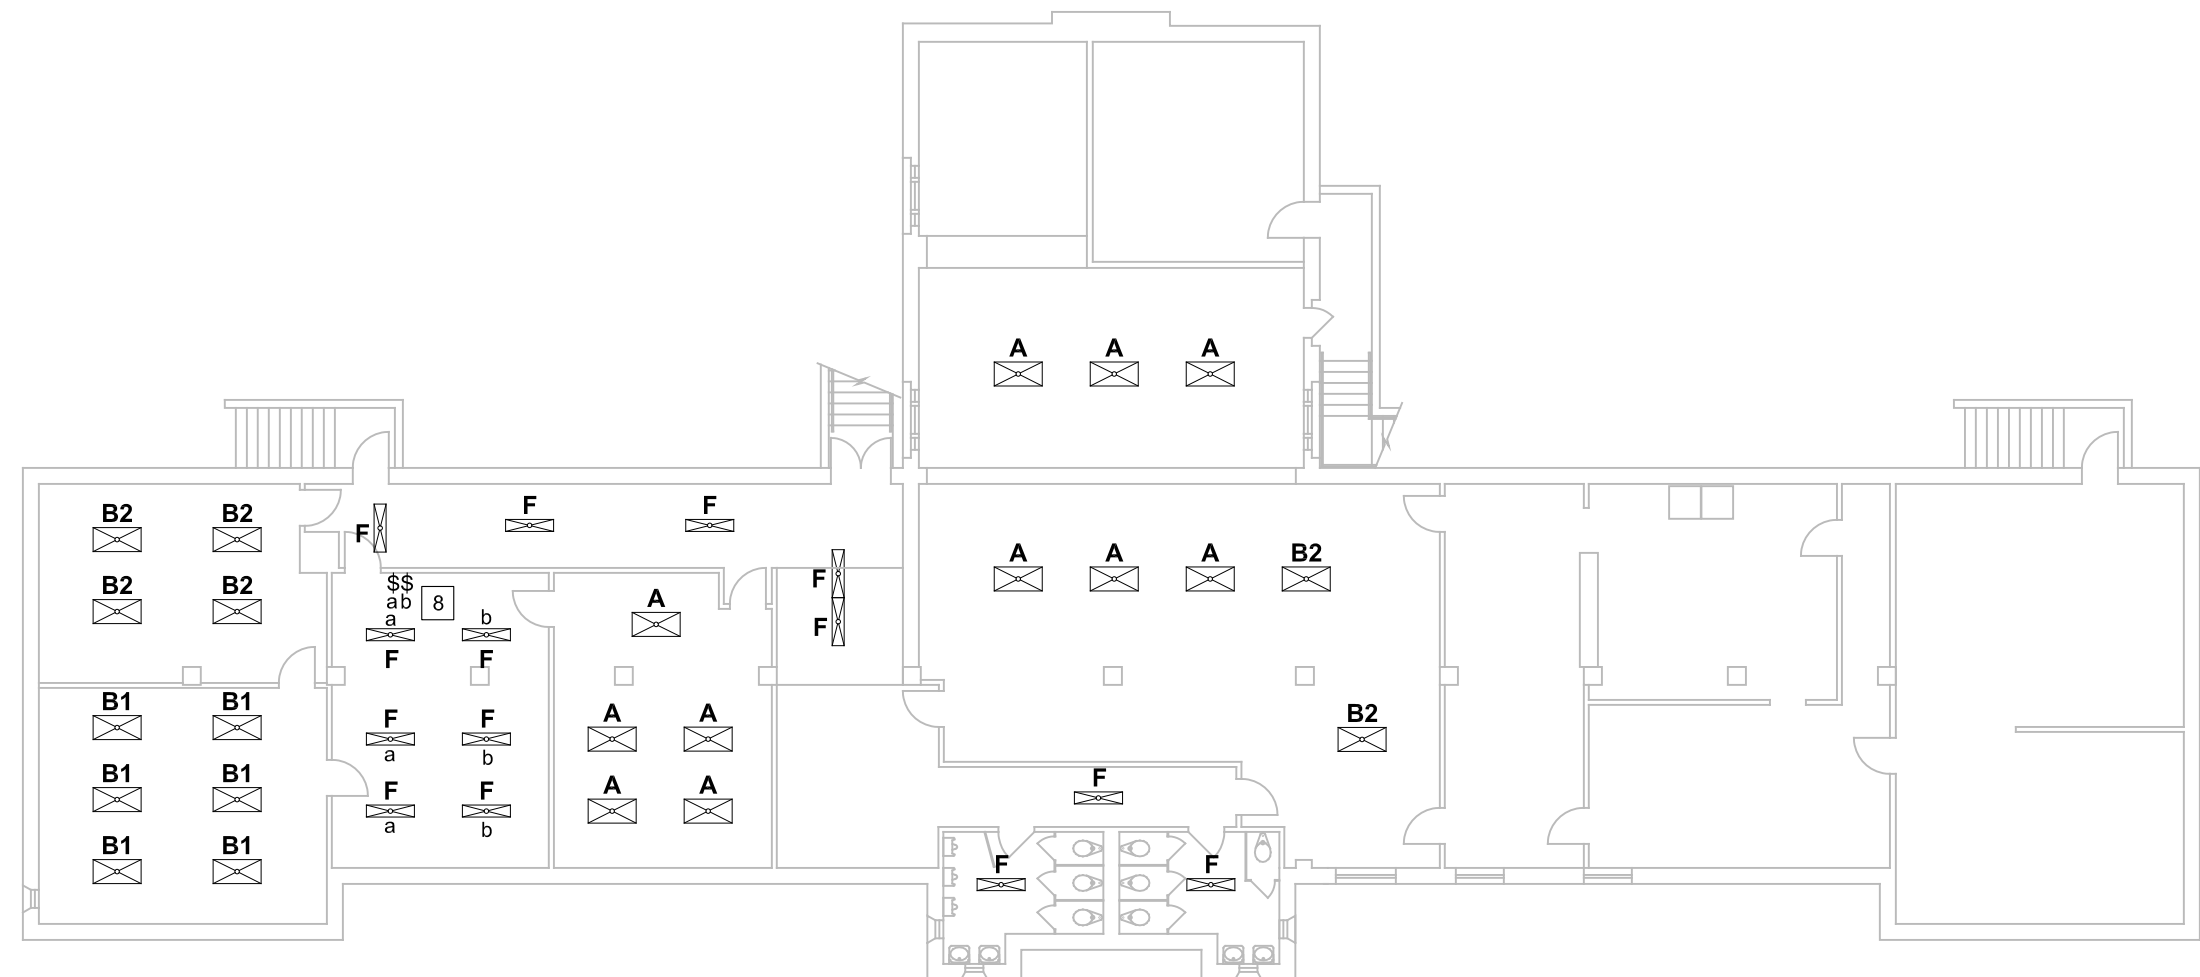 A A A
B2 B2 F F F
A A A B2
B2 B2 F
$$
ab 8
a b A
F F F
B1 B1 F F A A B2
a b
B1 B1 F F A A F
a b
B1 B1 F F